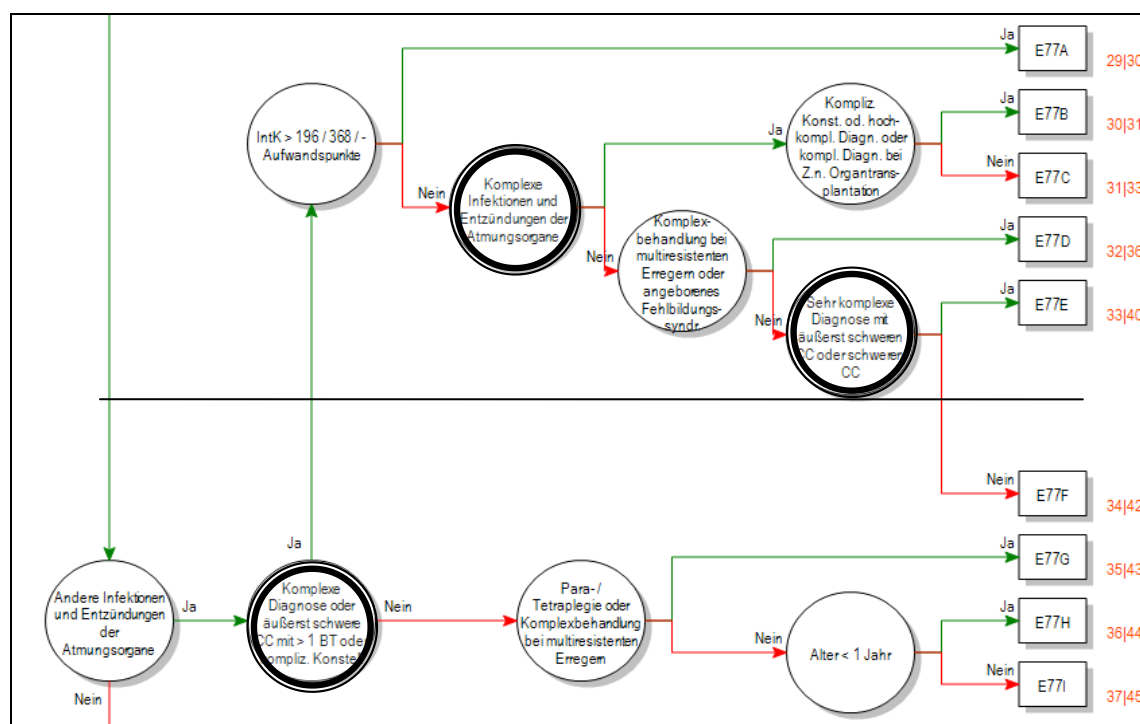 Ja
E77A
29|30
IntK > 196 / 368 / -
Aufwandspunkte
Kompliz.
Konst. od. hoch-
kompl. Diagn. oder
kompl. Diagn. bei
Z.n. Organtrans-
plantation
Ja
Ja
E77B
30|31
Nein
E77C
31|33
Nein
Komplexe
Infektionen und
Entzündungen der
Atmungsorgane
Nein
Komplex-
behandlung bei
multiresistenten
Erregern oder
angeborenes
Fehlbildungs-
syndr.
Ja
E77D
32|36
Nein
Sehr komplexe
Diagnose mit
äußerst schweren
CC oder schweren
CC
Ja
E77E
33|40
Nein
E77F
34|42
Andere Infektionen
und Entzündungen
der
Atmungsorgane
Ja
Nein
Ja
Komplexe
Diagnose oder
äußerst schwere
CC mit > 1 BT oder
kompliz. Konstell.
Nein
Para- /
Tetraplegie oder
Komplexbehandlung
bei multiresistenten
Erregern
Ja
E77G
35|43
Nein
Alter < 1 Jahr
Ja
E77H
36|44
Nein
E77I
37|45